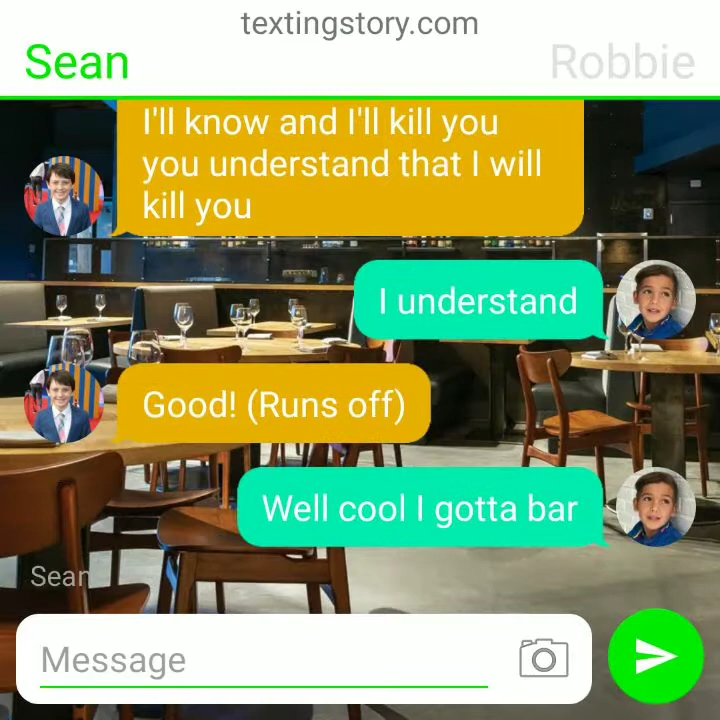 textingstory.com
Sean
Robbie
I'll know and I'll kill you
you understand that I will
kill you
I understand
Good! (Runs off)
Well cool I gotta bar
Sean
Message